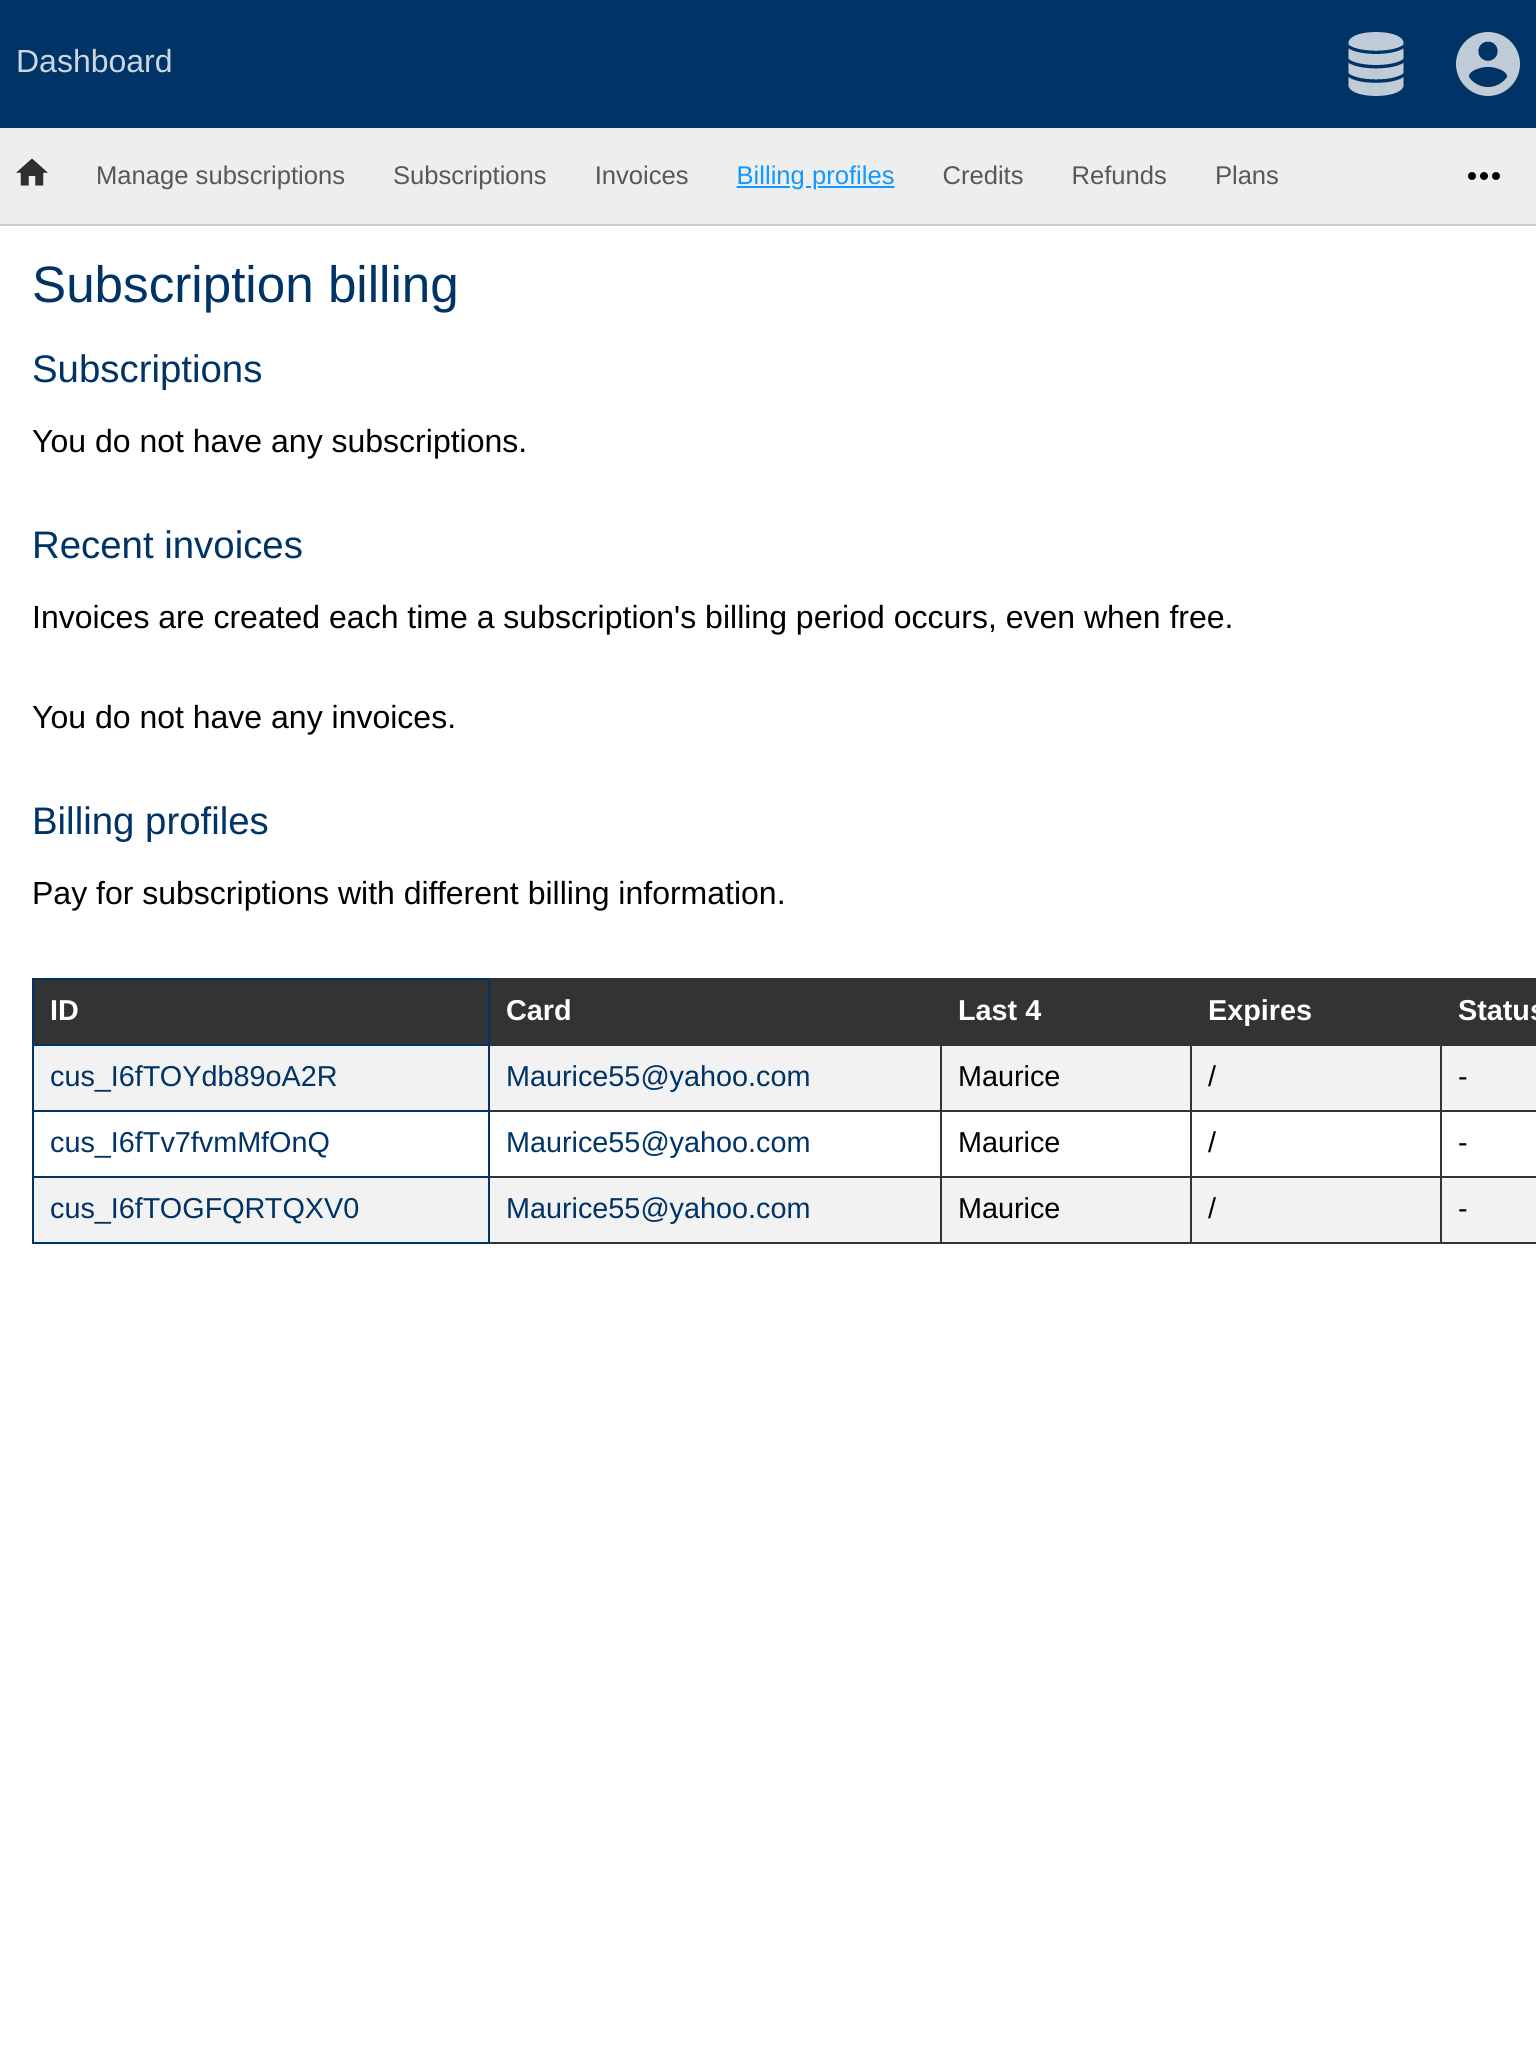 Dashboard
Manage subscriptions Subscriptions Invoices Billing profiles Credits Refunds Plans
Subscription billing
Subscriptions
You do not have any subscriptions.
Recent invoices
Invoices are created each time a subscription's billing period occurs, even when free.
You do not have any invoices.
Billing profiles
Pay for subscriptions with different billing information.
ID Card Last 4 Expires Status
cus_I6fTOYdb89oA2R Maurice55@yahoo.com Maurice / -
cus_I6fTv7fvmMfOnQ Maurice55@yahoo.com Maurice / -
cus_I6fTOGFQRTQXV0 Maurice55@yahoo.com Maurice / -